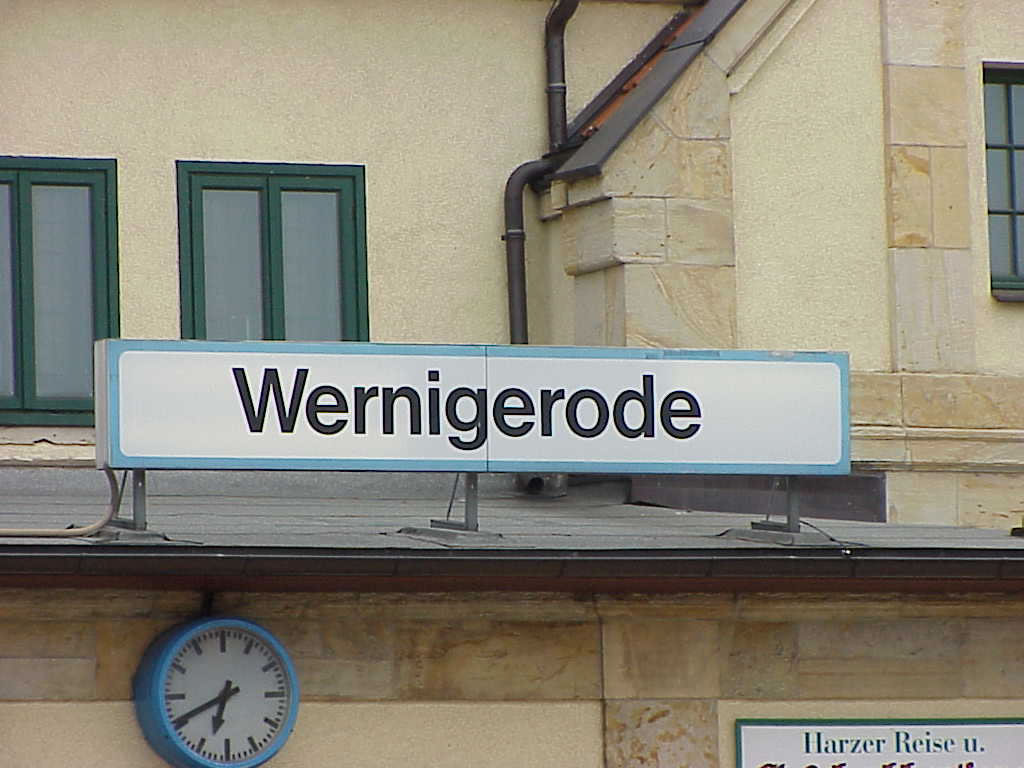 Wernigerode
Harzer Reise u.